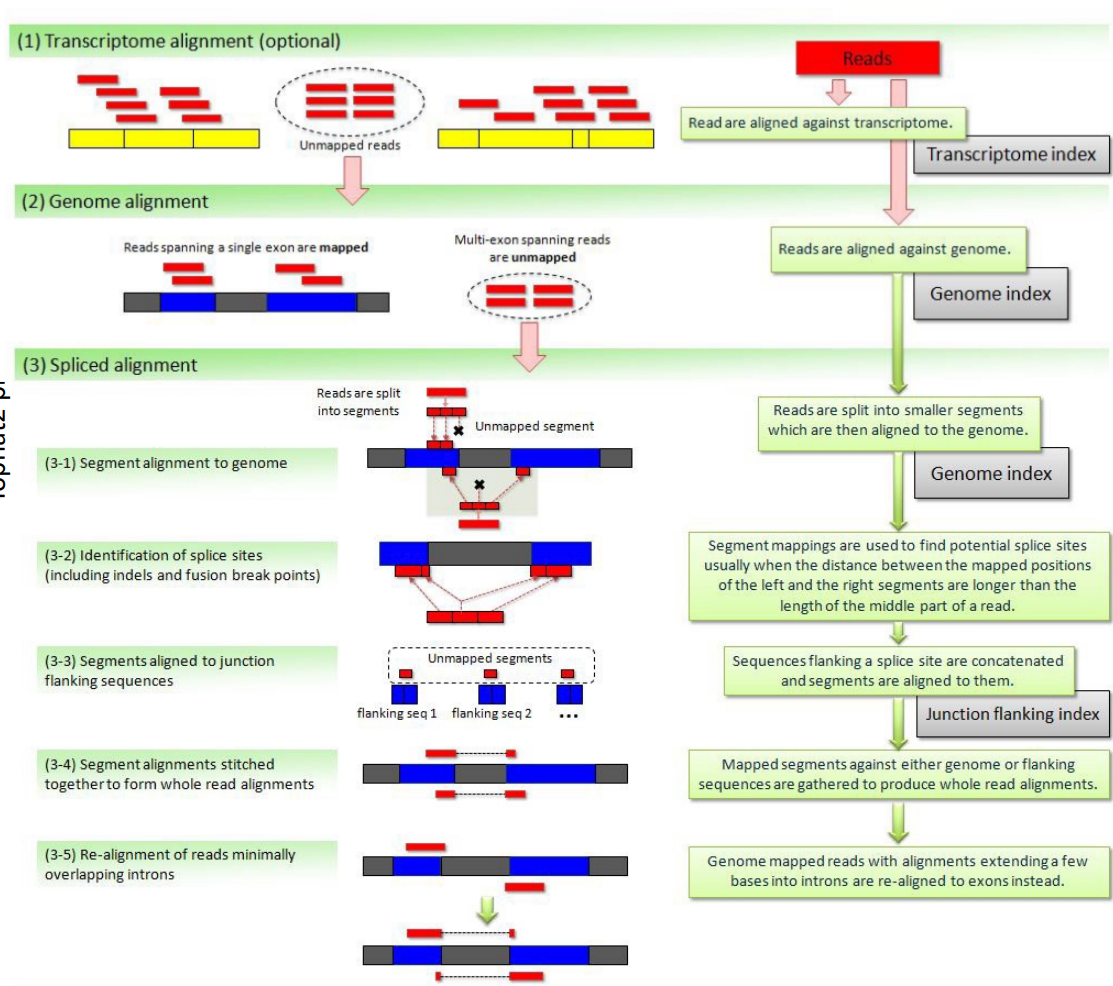 (1) Transcriptome alignment (optional)
Reads
Unmapped reads
Read are aligned against transcriptome.
Transcriptome index
(2) Genome alignment
Reads spanning a single exon are mapped
Multi-exon spanning reads
are unmapped
Reads are aligned against genome.
Genome index
(3) Spliced alignment
Reads are split
into segments
Unmapped segment
(3-1) Segment alignment to genome
Reads are split into smaller segments
which are then aligned to the genome.
Genome index
(3-2) Identification of splice sites
(including indels and fusion break points)
Segment mappings are used to find potential splice sites
usually when the distance between the mapped positions
of the left and the right segments are longer than the
length of the middle part of a read.
(3-3) Segments aligned to junction
flanking sequences
Unmapped segments
flanking seq 1 flanking seq 2 ...
Sequences flanking a splice site are concatenated
and segments are aligned to them.
Junction flanking index
(3-4) Segment alignments stitched
together to form whole read alignments
Mapped segments against either genome or flanking
sequences are gathered to produce whole read alignments.
(3-5) Re-alignment of reads minimally
overlapping introns
Genome mapped reads with alignments extending a few
bases into introns are re-aligned to exons instead.